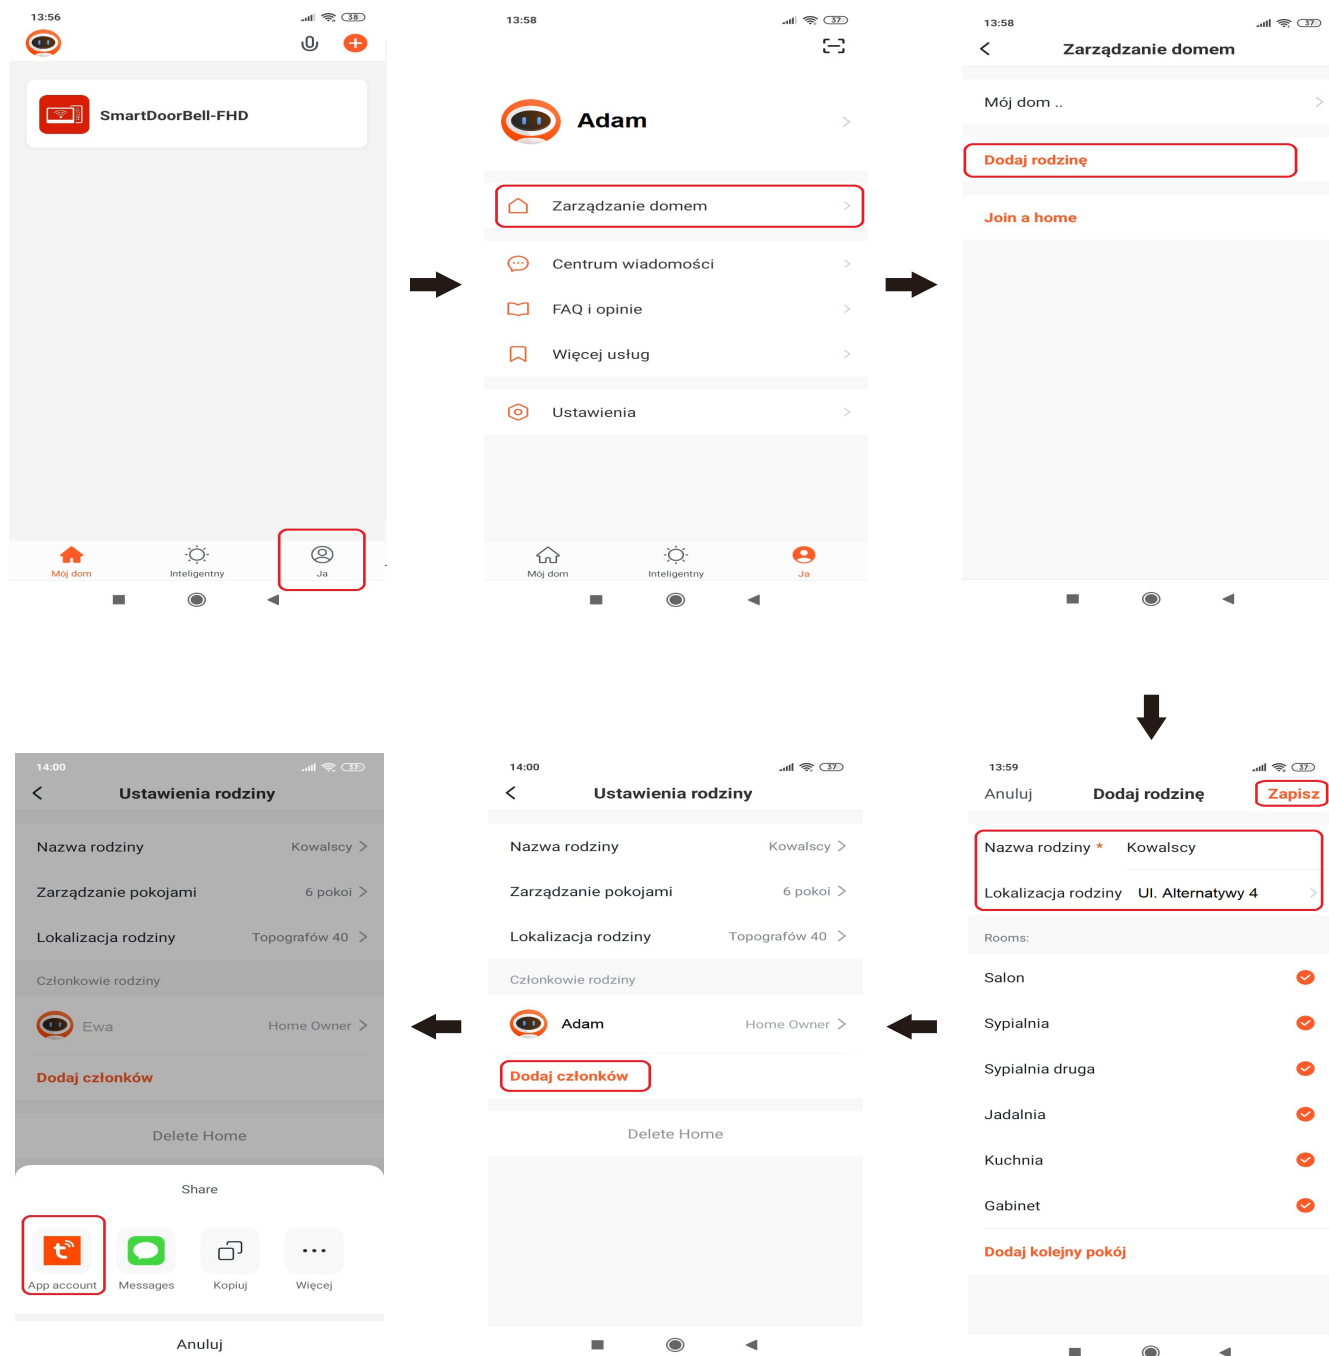 13:56
38
SmartDoorBell-FHD
Mój dom
Inteligentny
Ja
13:58
37
Adam
Zarządzanie domem
Centrum wiadomości
FAQ i opinie
Więcej usług
Ustawienia
Mój dom
Inteligentny
Ja
13:58
37
Zarządzanie domem
Mój dom ..
Dodaj rodzinę
Join a home
13:59
37
Anuluj Dodaj rodzinę Zapisz
Nazwa rodziny * Kowalscy
Lokalizacja rodziny Ul. Alternatywy 4
Rooms:
Salon
Sypialnia
Sypialnia druga
Jadalnia
Kuchnia
Gabinet
Dodaj kolejny pokój
14:00
37
Ustawienia rodziny
Nazwa rodziny Kowalscy
Zarządzanie pokojami 6 pokoi
Lokalizacja rodziny Topografów 40
Członkowie rodziny
Adam Home Owner
Dodaj członków
Delete Home
14:00
37
Ustawienia rodziny
Nazwa rodziny Kowalscy
Zarządzanie pokojami 6 pokoi
Lokalizacja rodziny Topografów 40
Członkowie rodziny
Ewa Home Owner
Dodaj członków
Delete Home
Share
App account Messages Kopiuj Więcej
Anuluj